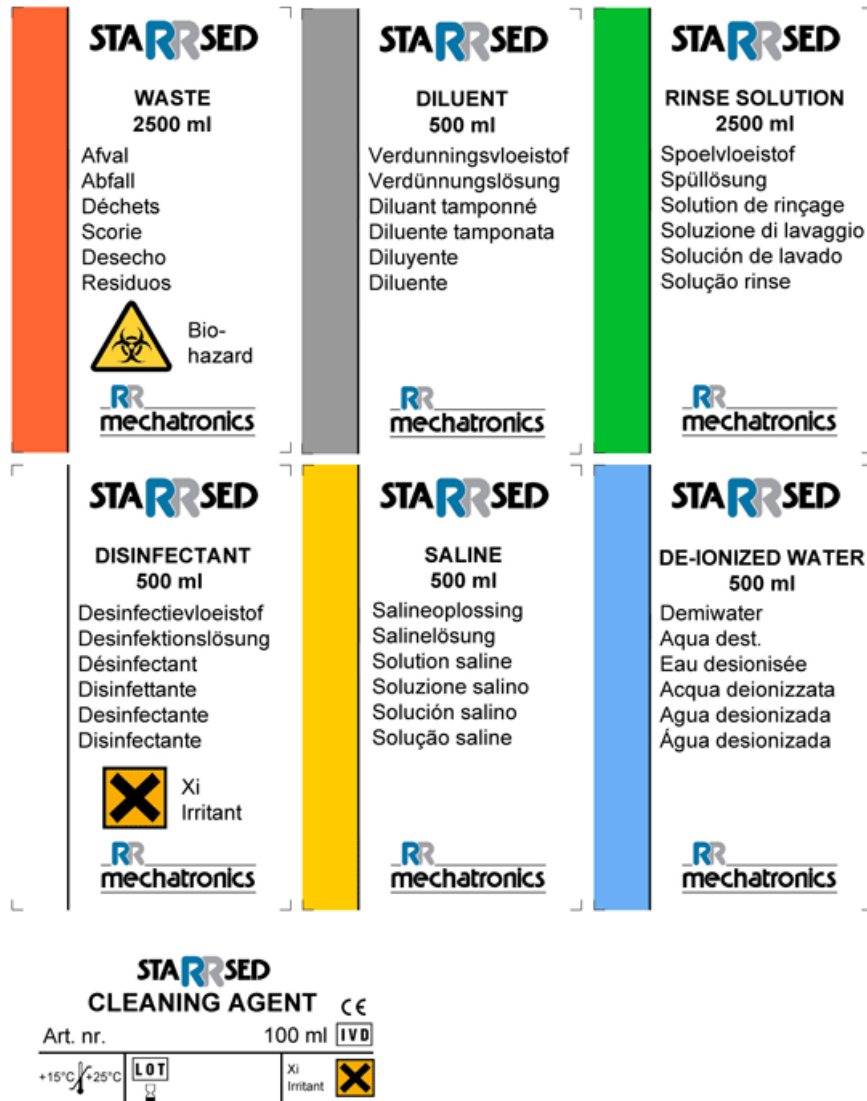 STARRSED
WASTE
2500 ml
Afval
Abfall
Déchets
Scorie
Desecho
Residuos
Bio-
hazard
RR
mechatronics
STARRSED
DILUENT
500 ml
Verdunningsvloeistof
Verdünnungslösung
Diluant tamponné
Diluente tamponata
Diluyente
Diluente
RR
mechatronics
STARRSED
RINSE SOLUTION
2500 ml
Spoelvloeistof
Spüllösung
Solution de rinçage
Soluzione di lavaggio
Solución de lavado
Solução rinse
RR
mechatronics
STARRSED
DISINFECTANT
500 ml
Desinfectievloeistof
Desinfektionslösung
Désinfectant
Disinfettante
Desinfectante
Disinfectante
Xi
Irritant
RR
mechatronics
STARRSED
SALINE
500 ml
Salineoplossing
Salinelösung
Solution saline
Soluzione salino
Solución salino
Solução saline
RR
mechatronics
STARRSED
DE-IONIZED WATER
500 ml
Demiwater
Aqua dest.
Eau desionisée
Acqua deionizzata
Agua desionizada
Água desionizada
RR
mechatronics
STARRSED
CLEANING AGENT CE
Art. nr. 100 ml IVD
+15°C +25°C LOT Xi
Irritant